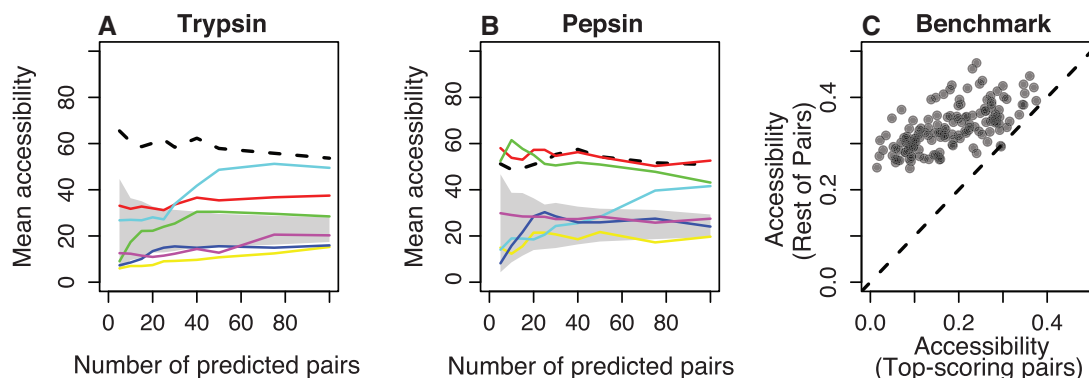 A Trypsin
Mean accessibility
0 20 40 60 80
0 20 40 60 80
Number of predicted pairs
B Pepsin
Mean accessibility
0 20 40 60 80
0 20 40 60 80
Number of predicted pairs
C Benchmark
Accessibility
(Rest of Pairs)
0.0 0.2 0.4
0.0 0.2 0.4
Accessibility
(Top-scoring pairs)